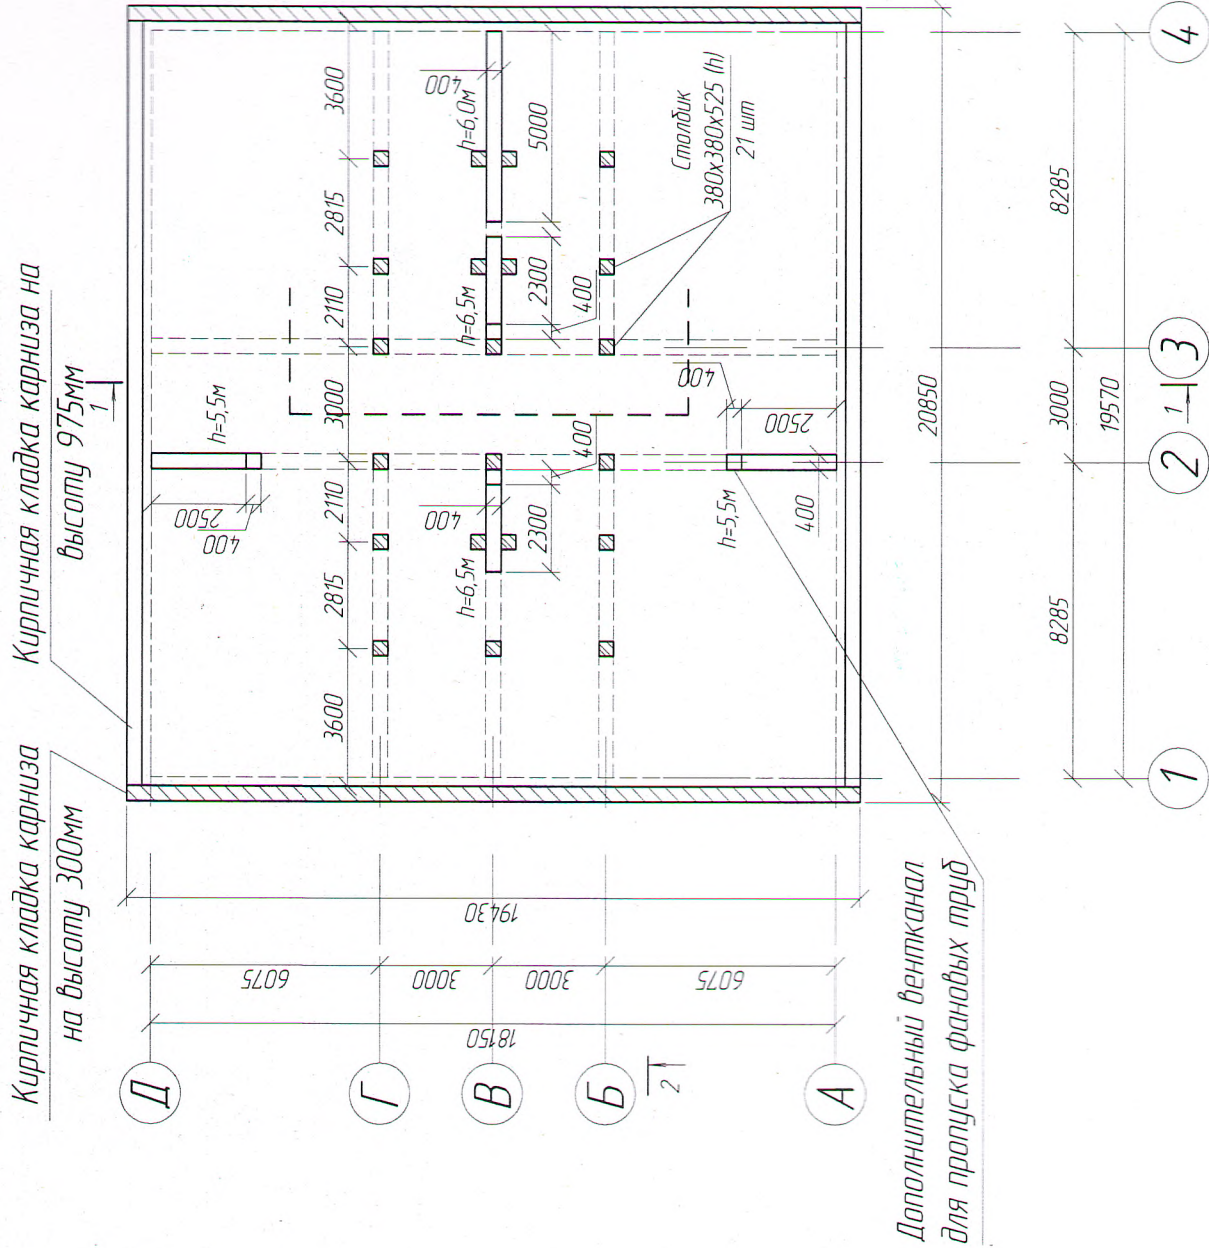 Кирпичная кладка карниза
на высоту 300мм
Кирпичная кладка карниза на
высоту 975мм
1
h=5,5м
2500
400
3600
2815
2110
3000
2110
2815
3600
h=6,5м
400
2300
400
h=6,5м
2300
400
h=6,0м
400
5000
Столбик
380х380х525 (h)
21 шт
h=5,5м
400
2500
400
Дополнительный вентканал
для пропуска фановых труб
Д
Г
В
Б
А
6075
3000
3000
6075
18150
19430
2
20850
8285
3000
8285
19570
1
2
1
3
4